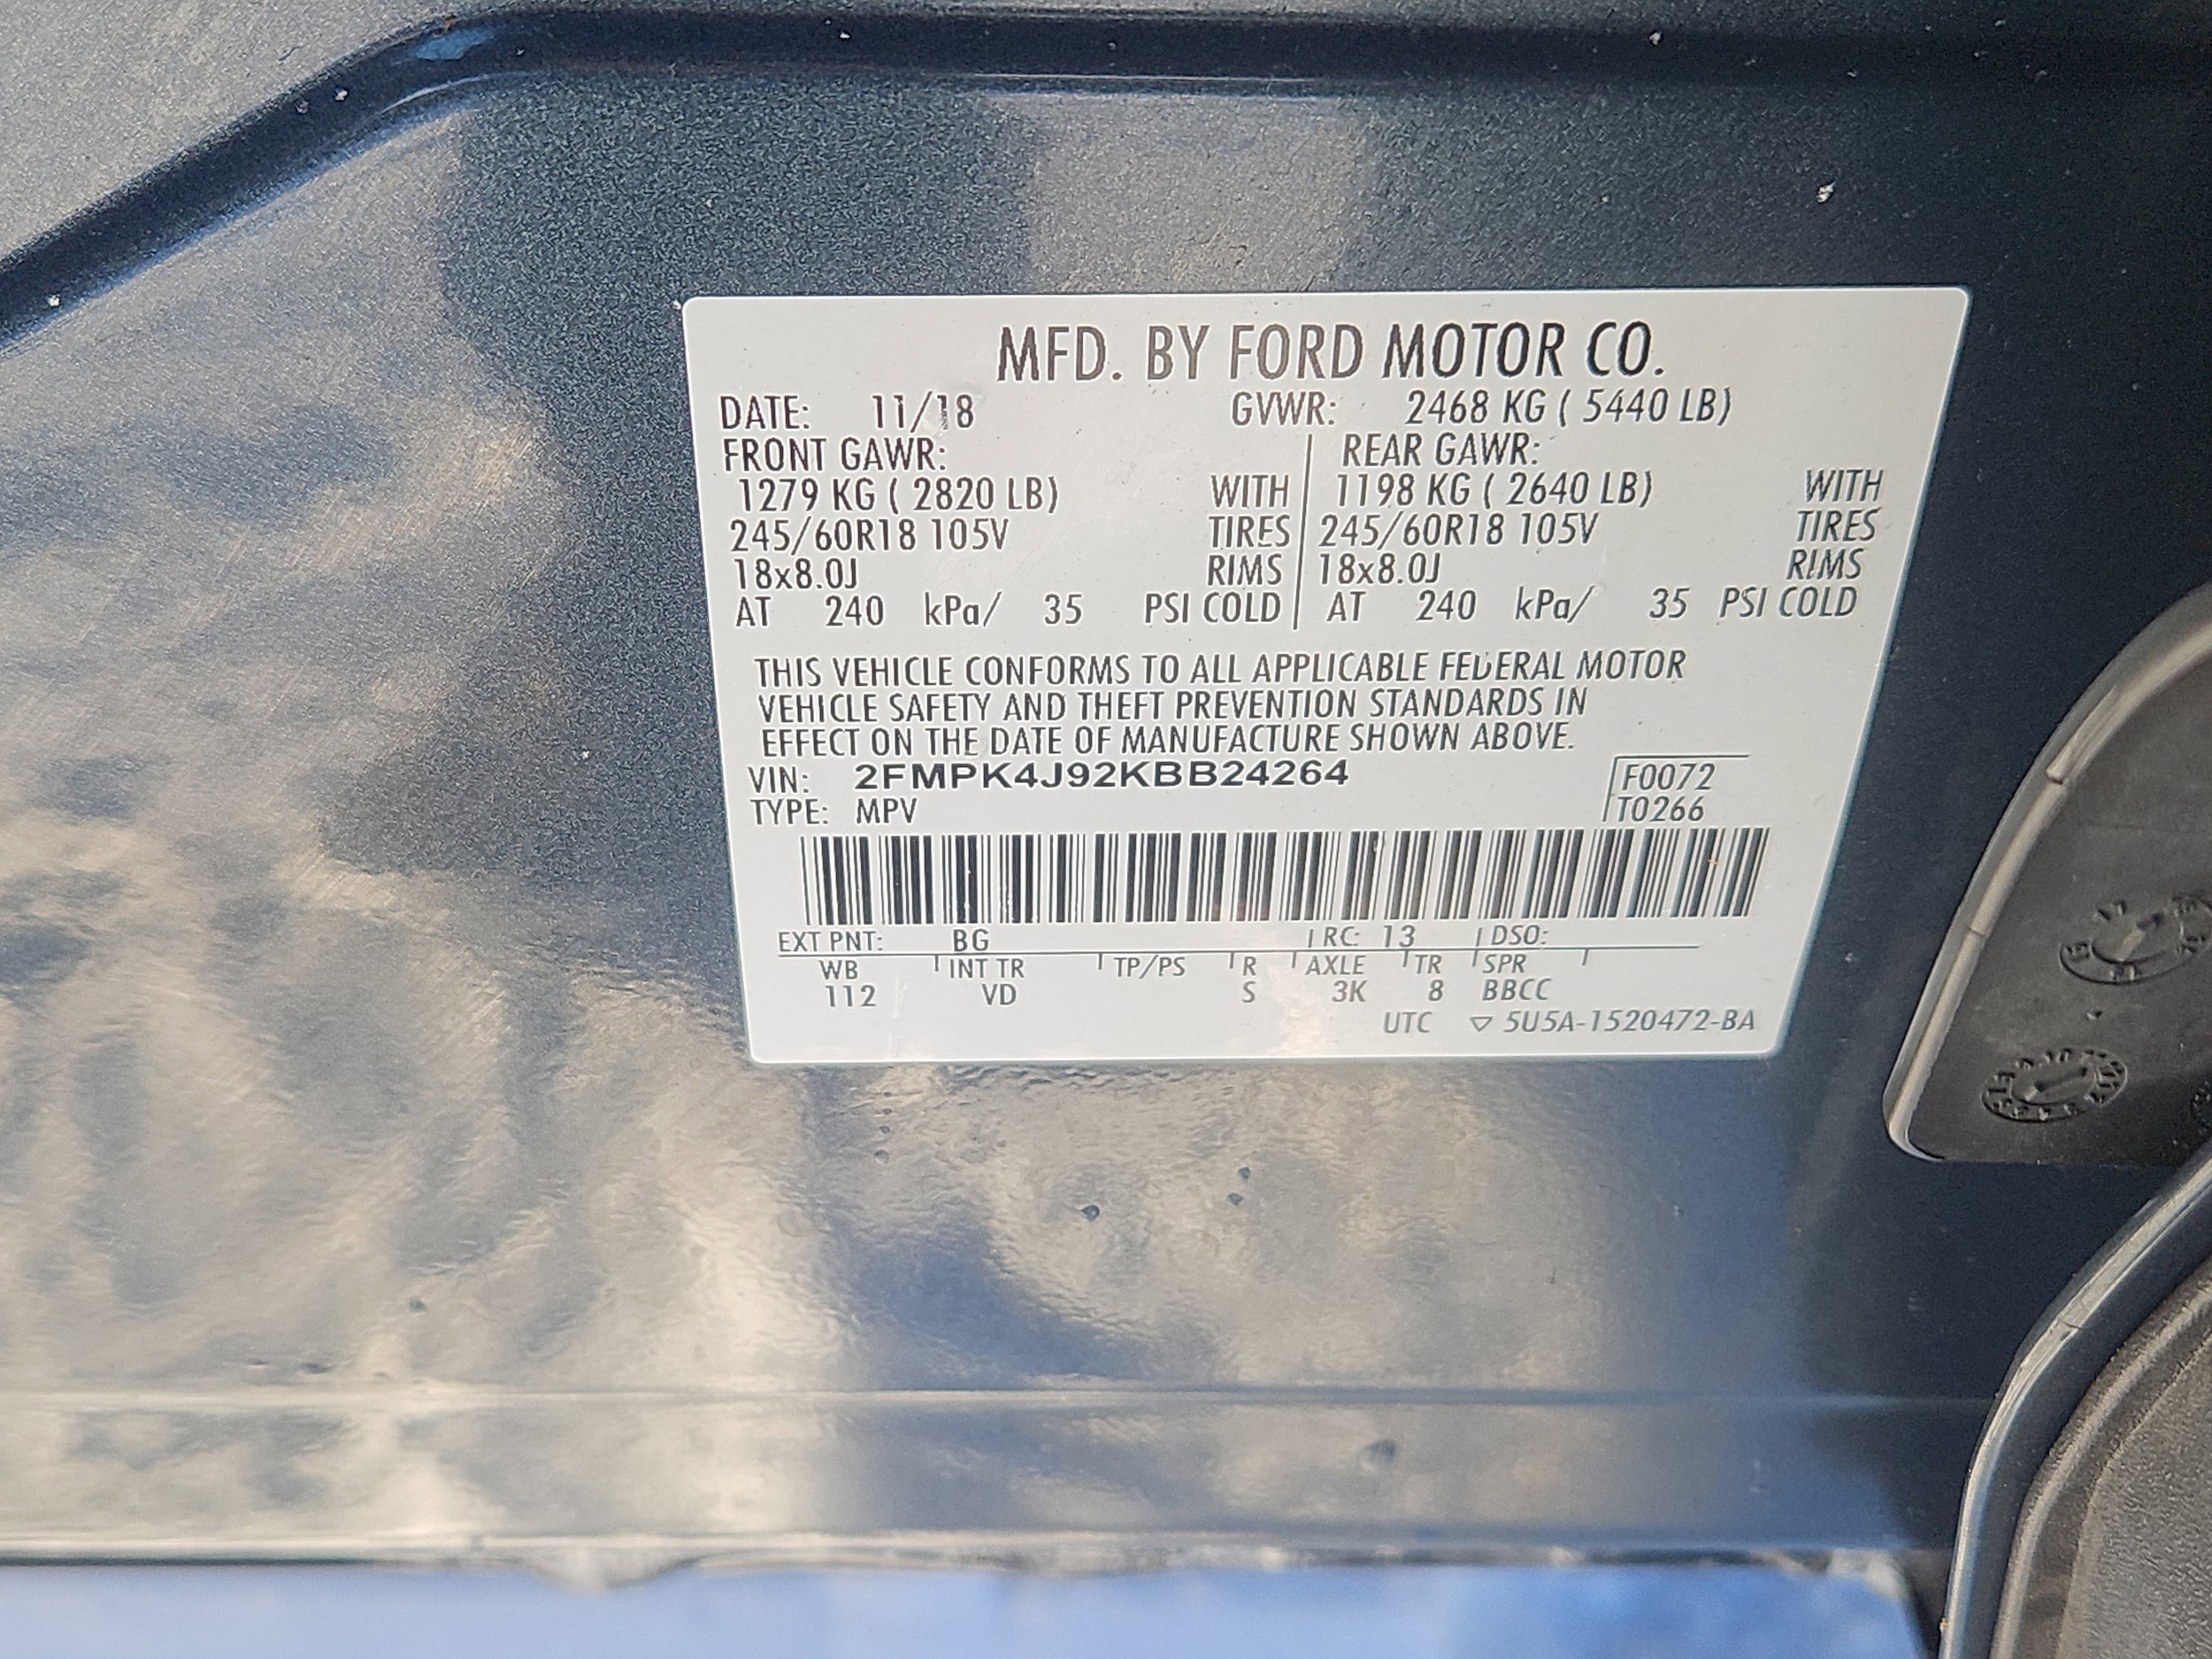 MFD. BY FORD MOTOR CO.
DATE: 11/18 GVWR: 2468 KG ( 5440 LB)
FRONT GAWR: REAR GAWR:
1279 KG ( 2820 LB) WITH 1198 KG ( 2640 LB) WITH
245/60R18 105V TIRES 245/60R18 105V TIRES
18x8.0J RIMS 18x8.0J RIMS
AT 240 kPa/ 35 PSI COLD AT 240 kPa/ 35 PSI COLD
THIS VEHICLE CONFORMS TO ALL APPLICABLE FEDERAL MOTOR
VEHICLE SAFETY AND THEFT PREVENTION STANDARDS IN
EFFECT ON THE DATE OF MANUFACTURE SHOWN ABOVE.
VIN: 2FMPK4J92KBB24264 F0072
TYPE: MPV T0266
EXT PNT: BG RC: 13 DSO:
WB INT TR TP/PS R AXLE TR SPR
112 VD S 3K 8 BBCC
UTC ▽ 5U5A-1520472-BA